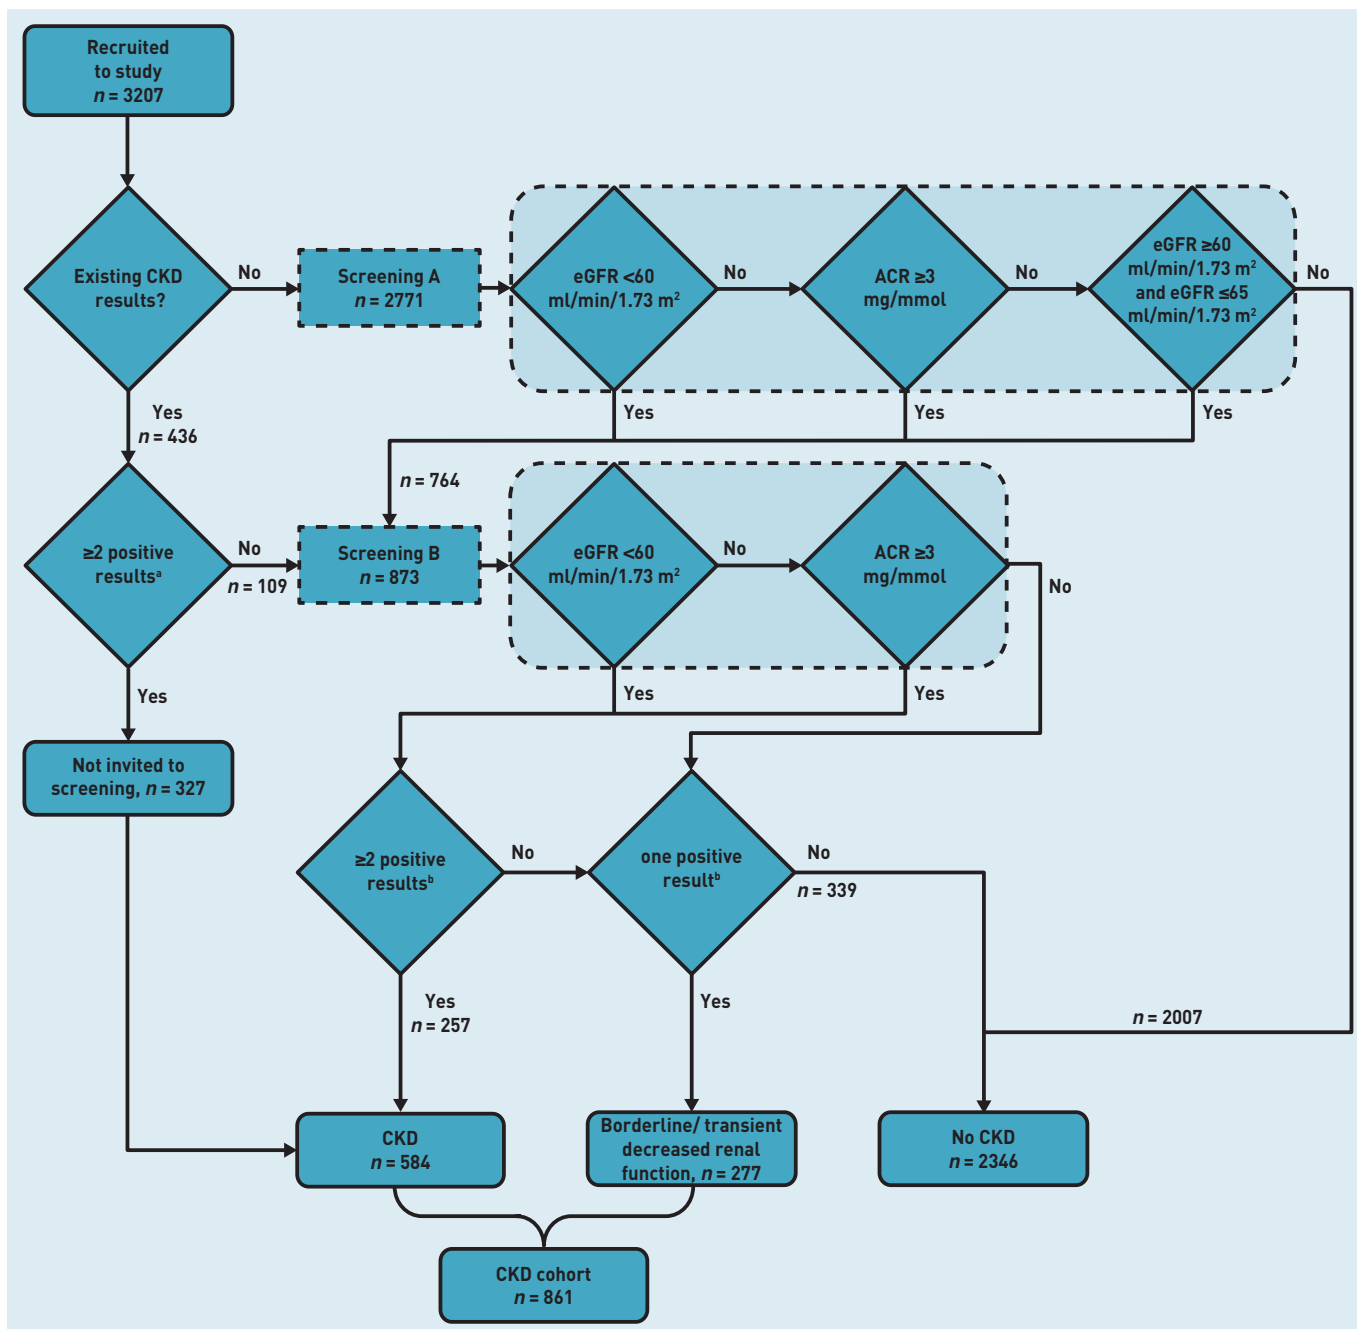 Recruited
to study
n = 3207
Existing CKD
results?
No
Screening A
n = 2771
eGFR <60
ml/min/1.73 m²
No
ACR ≥3
mg/mmol
No
eGFR ≥60
ml/min/1.73 m²
and eGFR ≤65
ml/min/1.73 m²
No
Yes
n = 436
Yes
Yes
Yes
n = 764
≥2 positive
resultsᵃ
No
n = 109
Screening B
n = 873
eGFR <60
ml/min/1.73 m²
No
ACR ≥3
mg/mmol
No
Yes
Yes
Yes
Not invited to
screening, n = 327
≥2 positive
resultsᵇ
No
one positive
resultᵇ
No
n = 339
Yes
n = 257
Yes
n = 2007
CKD
n = 584
Borderline/ transient
decreased renal
function, n = 277
No CKD
n = 2346
CKD cohort
n = 861